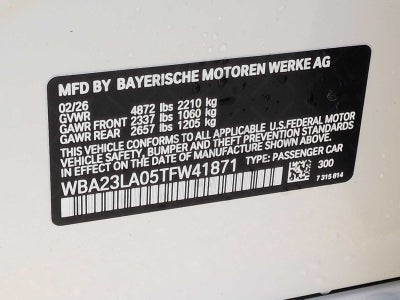 MFD BY BAYERISCHE MOTOREN WERKE AG
02/26
GVWR 4872 lbs 2210 kg
GAWR FRONT 2337 lbs 1060 kg
GAWR REAR 2657 lbs 1205 kg
THIS VEHICLE CONFORMS TO ALL APPLICABLE U.S.FEDERAL MOTOR
VEHICLE SAFETY, BUMPER, AND THEFT PREVENTION STANDARDS
IN EFFECT ON THE DATE OF MANUFACTURE SHOWN ABOVE.
WBA23LA05TFW41871 TYPE: PASSENGER CAR
300
7 315 614